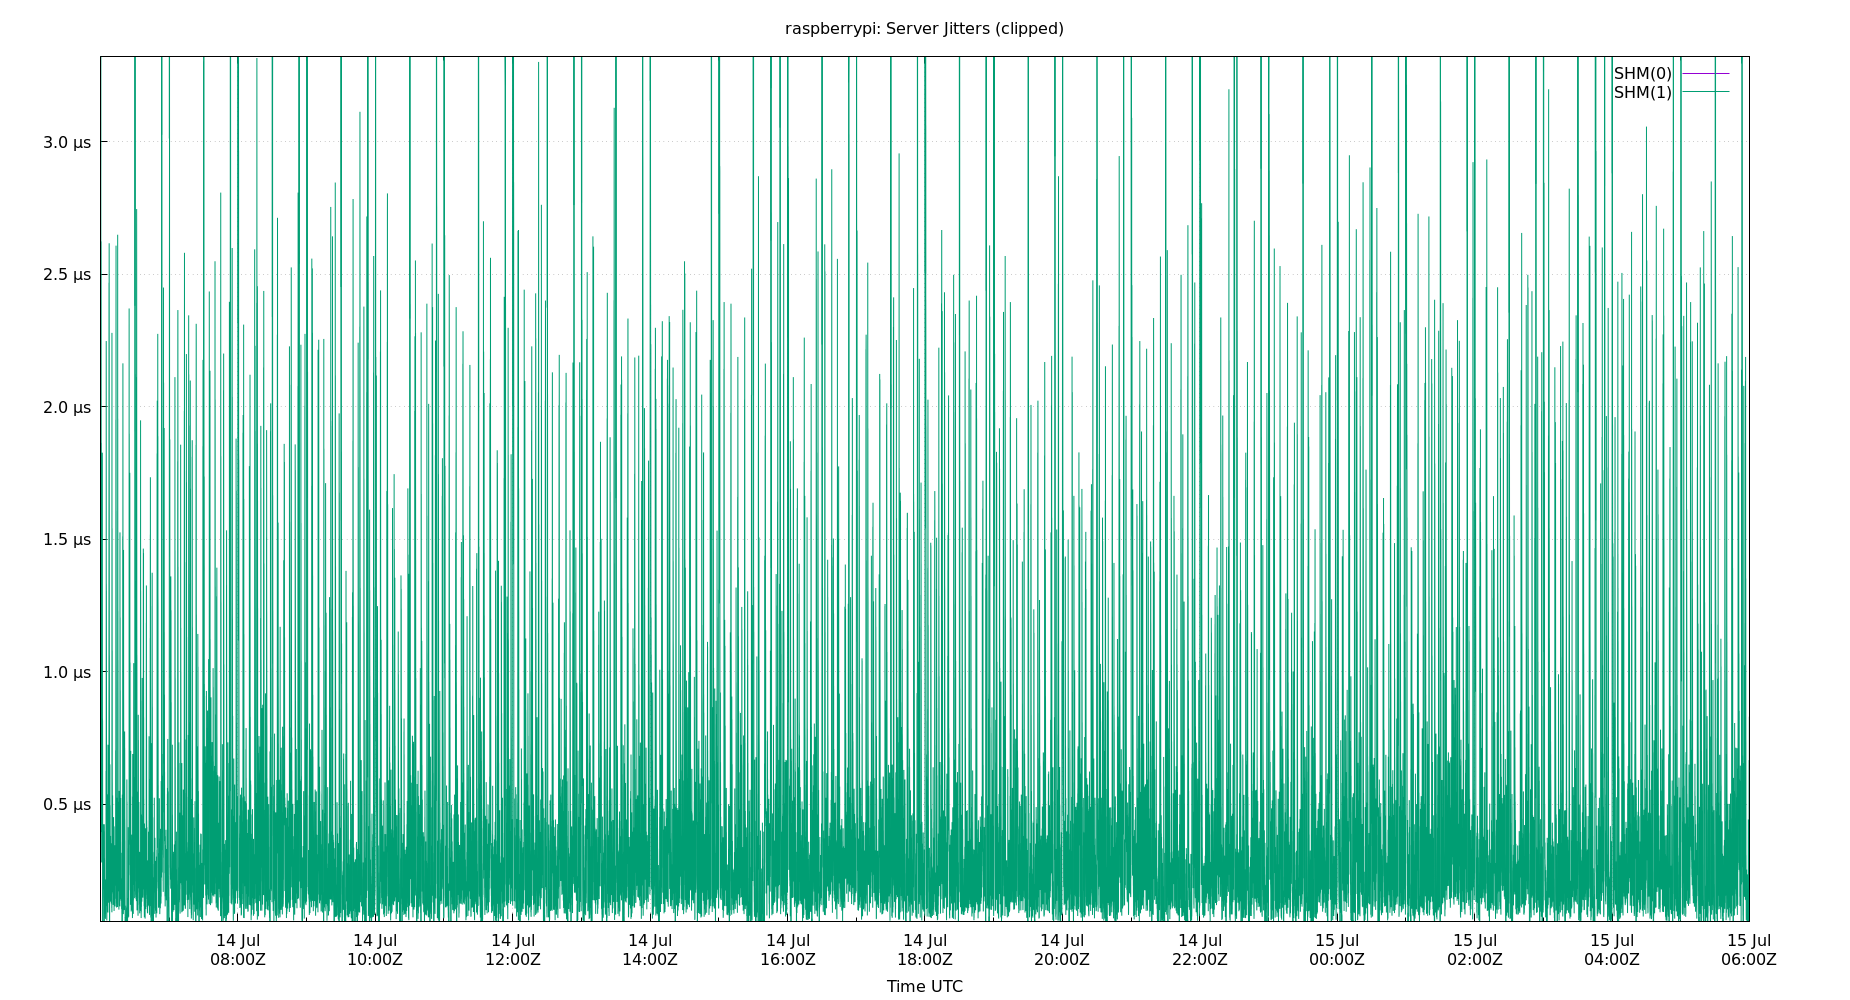 raspberrypi: Server Jitters (clipped)
SHM(0)
SHM(1)
3.0 µs
2.5 µs
2.0 µs
1.5 µs
1.0 µs
0.5 µs
14 Jul 14 Jul 14 Jul 14 Jul 14 Jul 14 Jul 14 Jul 14 Jul 15 Jul 15 Jul 15 Jul 15 Jul
08:00Z 10:00Z 12:00Z 14:00Z 16:00Z 18:00Z 20:00Z 22:00Z 00:00Z 02:00Z 04:00Z 06:00Z
Time UTC